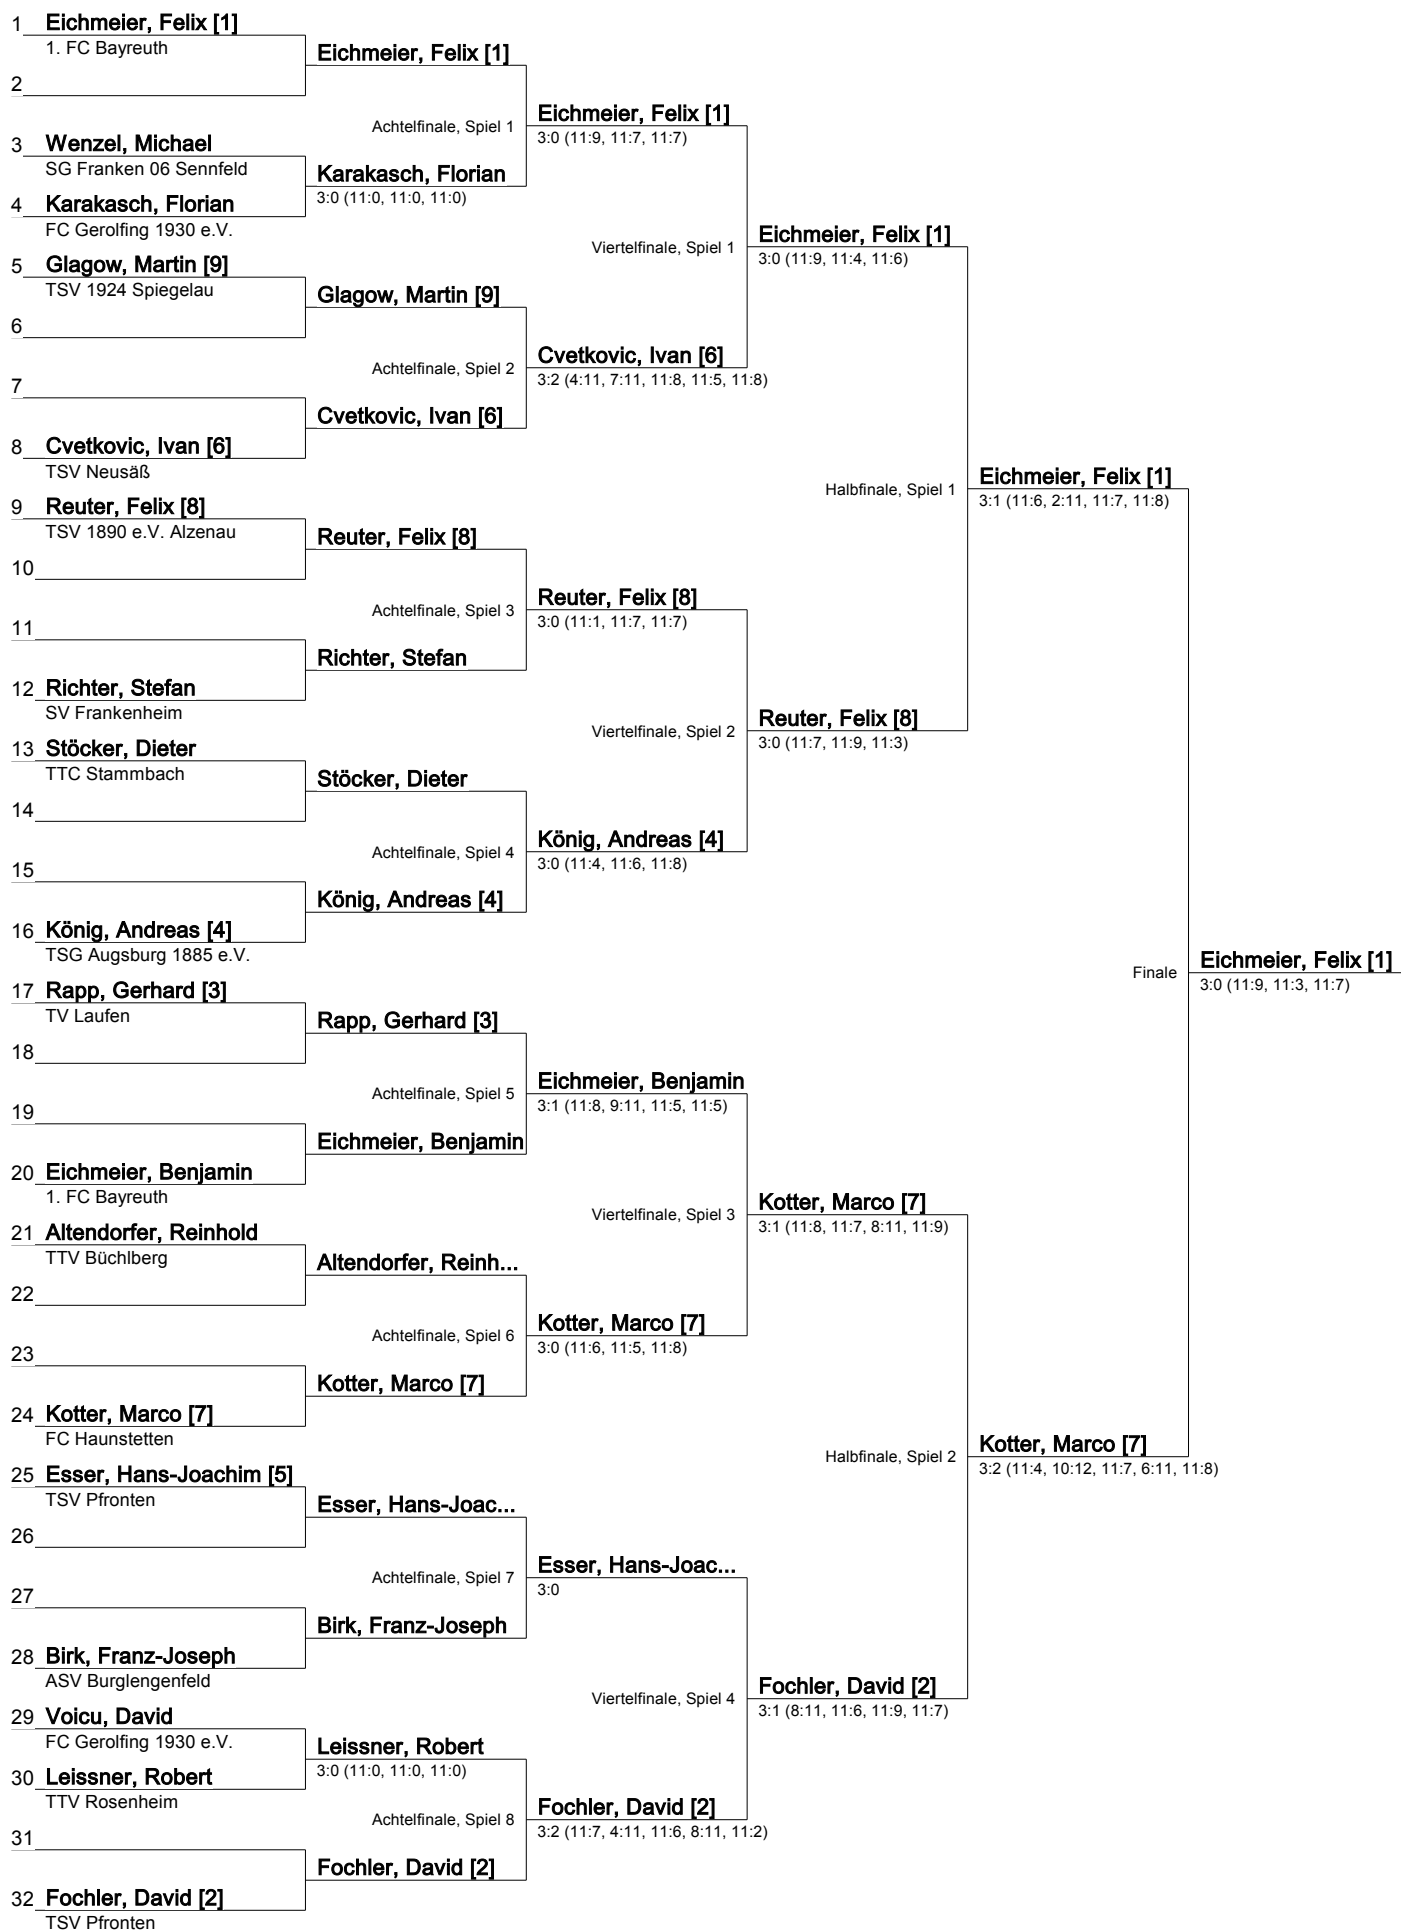 1 Eichmeier, Felix [1]
1. FC Bayreuth
2
3 Wenzel, Michael
SG Franken 06 Sennfeld
4 Karakasch, Florian
FC Gerolfing 1930 e.V.
5 Glagow, Martin [9]
TSV 1924 Spiegelau
6
7
8 Cvetkovic, Ivan [6]
TSV Neusäß
9 Reuter, Felix [8]
TSV 1890 e.V. Alzenau
10
11
12 Richter, Stefan
SV Frankenheim
13 Stöcker, Dieter
TTC Stammbach
14
15
16 König, Andreas [4]
TSG Augsburg 1885 e.V.
17 Rapp, Gerhard [3]
TV Laufen
18
19
20 Eichmeier, Benjamin
1. FC Bayreuth
21 Altendorfer, Reinhold
TTV Büchlberg
22
23
24 Kotter, Marco [7]
FC Haunstetten
25 Esser, Hans-Joachim [5]
TSV Pfronten
26
27
28 Birk, Franz-Joseph
ASV Burglengenfeld
29 Voicu, David
FC Gerolfing 1930 e.V.
30 Leissner, Robert
TTV Rosenheim
31
32 Fochler, David [2]
TSV Pfronten
Eichmeier, Felix [1]
Achtelfinale, Spiel 1
Karakasch, Florian
3:0 (11:0, 11:0, 11:0)
Glagow, Martin [9]
Achtelfinale, Spiel 2
Cvetkovic, Ivan [6]
Reuter, Felix [8]
Achtelfinale, Spiel 3
Richter, Stefan
Stöcker, Dieter
Achtelfinale, Spiel 4
König, Andreas [4]
Rapp, Gerhard [3]
Achtelfinale, Spiel 5
Eichmeier, Benjamin
Altendorfer, Reinh...
Achtelfinale, Spiel 6
Kotter, Marco [7]
Esser, Hans-Joac...
Achtelfinale, Spiel 7
Birk, Franz-Joseph
Leissner, Robert
3:0 (11:0, 11:0, 11:0)
Achtelfinale, Spiel 8
Fochler, David [2]
Eichmeier, Felix [1]
3:0 (11:9, 11:7, 11:7)
Viertelfinale, Spiel 1
Cvetkovic, Ivan [6]
3:2 (4:11, 7:11, 11:8, 11:5, 11:8)
Reuter, Felix [8]
3:0 (11:1, 11:7, 11:7)
Viertelfinale, Spiel 2
König, Andreas [4]
3:0 (11:4, 11:6, 11:8)
Eichmeier, Benjamin
3:1 (11:8, 9:11, 11:5, 11:5)
Viertelfinale, Spiel 3
Kotter, Marco [7]
3:0 (11:6, 11:5, 11:8)
Esser, Hans-Joac...
3:0
Viertelfinale, Spiel 4
Fochler, David [2]
3:2 (11:7, 4:11, 11:6, 8:11, 11:2)
Eichmeier, Felix [1]
3:0 (11:9, 11:4, 11:6)
Halbfinale, Spiel 1
Reuter, Felix [8]
3:0 (11:7, 11:9, 11:3)
Kotter, Marco [7]
3:1 (11:8, 11:7, 8:11, 11:9)
Halbfinale, Spiel 2
Fochler, David [2]
3:1 (8:11, 11:6, 11:9, 11:7)
Eichmeier, Felix [1]
3:1 (11:6, 2:11, 11:7, 11:8)
Finale
Kotter, Marco [7]
3:2 (11:4, 10:12, 11:7, 6:11, 11:8)
Eichmeier, Felix [1]
3:0 (11:9, 11:3, 11:7)